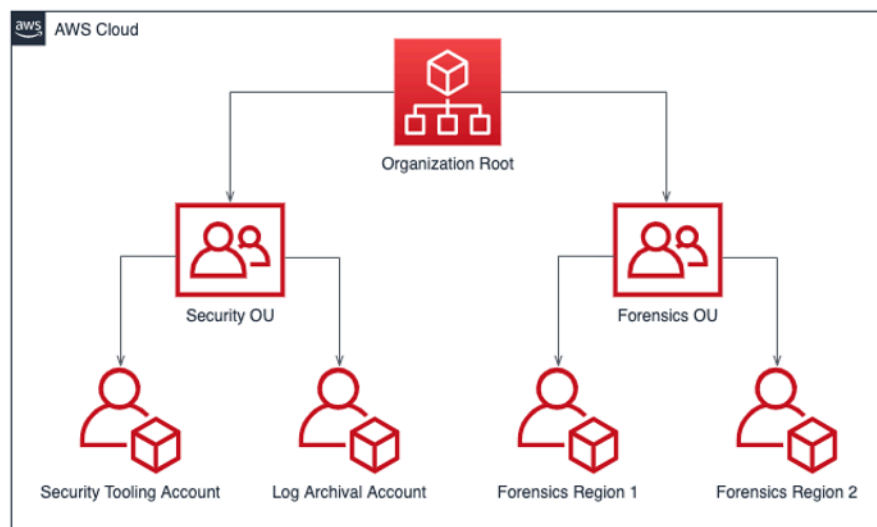 aws
AWS Cloud
Organization Root
Security OU
Forensics OU
Security Tooling Account
Log Archival Account
Forensics Region 1
Forensics Region 2